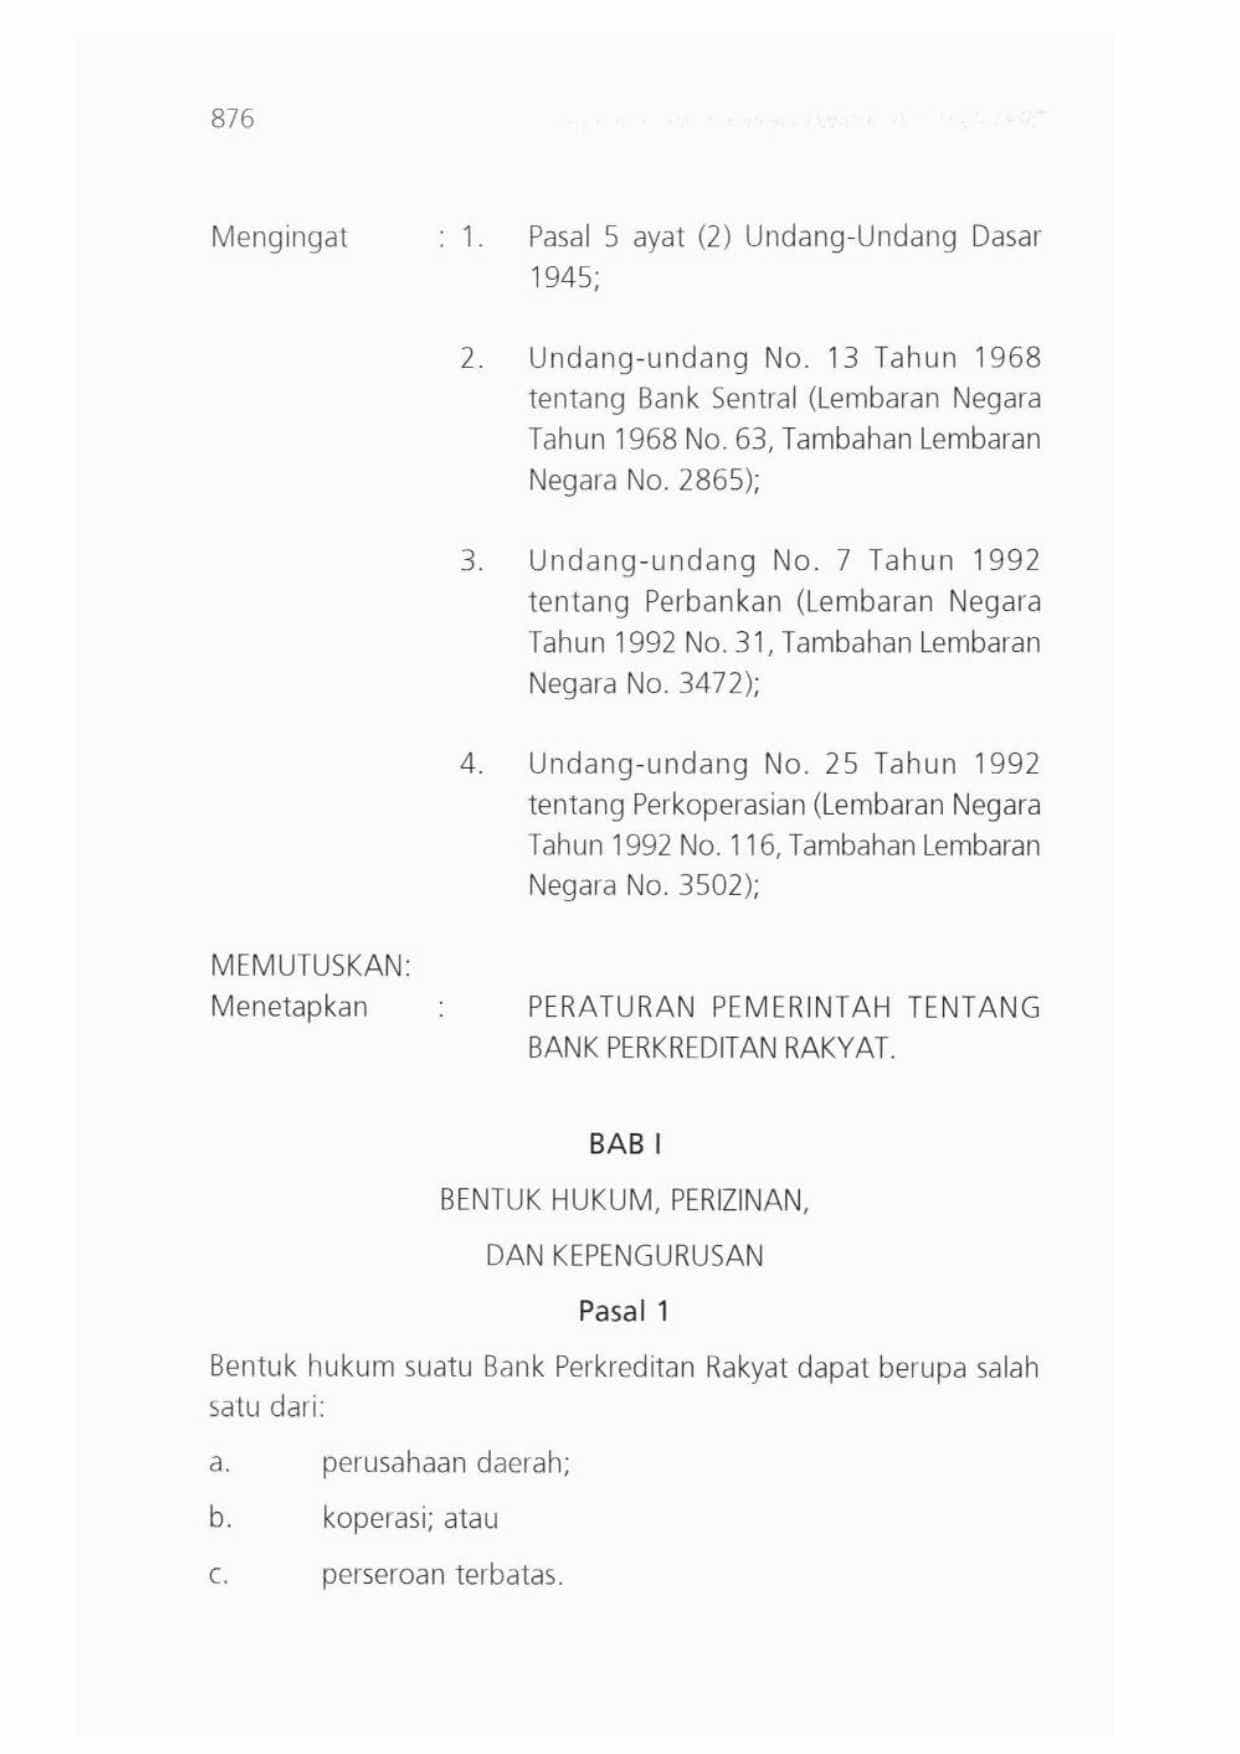 876
Mengingat : 1. Pasal 5 ayat (2) Undang-Undang Dasar
1945;
2. Undang-undang No. 13 Tahun 1968
tentang Bank Sentral (Lembaran Negara
Tahun 1968 No. 63, Tambahan Lembaran
Negara No. 2865);
3. Undang-undang No. 7 Tahun 1992
tentang Perbankan (Lembaran Negara
Tahun 1992 No. 31, Tambahan Lembaran
Negara No. 3472);
4. Undang-undang No. 25 Tahun 1992
tentang Perkoperasian (Lembaran Negara
Tahun 1992 No. 116, Tambahan Lembaran
Negara No. 3502);
MEMUTUSKAN:
Menetapkan : PERATURAN PEMERINTAH TENTANG
BANK PERKREDITAN RAKYAT.
BAB I
BENTUK HUKUM, PERIZINAN,
DAN KEPENGURUSAN
Pasal 1
Bentuk hukum suatu Bank Perkreditan Rakyat dapat berupa salah
satu dari:
a. perusahaan daerah;
b. koperasi; atau
c. perseroan terbatas.